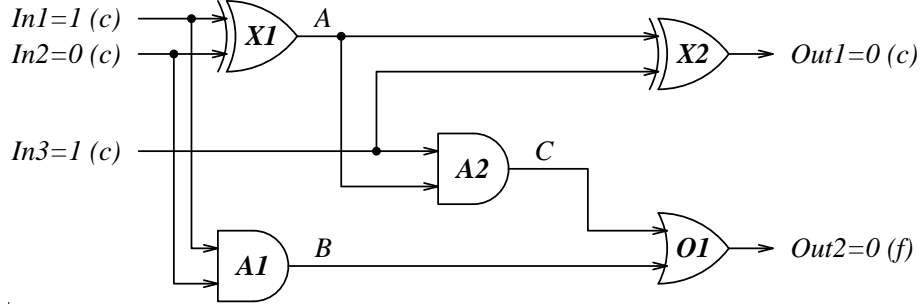 In1=1 (c)
X1
A
In2=0 (c)
X2
Out1=0 (c)
In3=1 (c)
A2
C
A1
B
O1
Out2=0 (f)